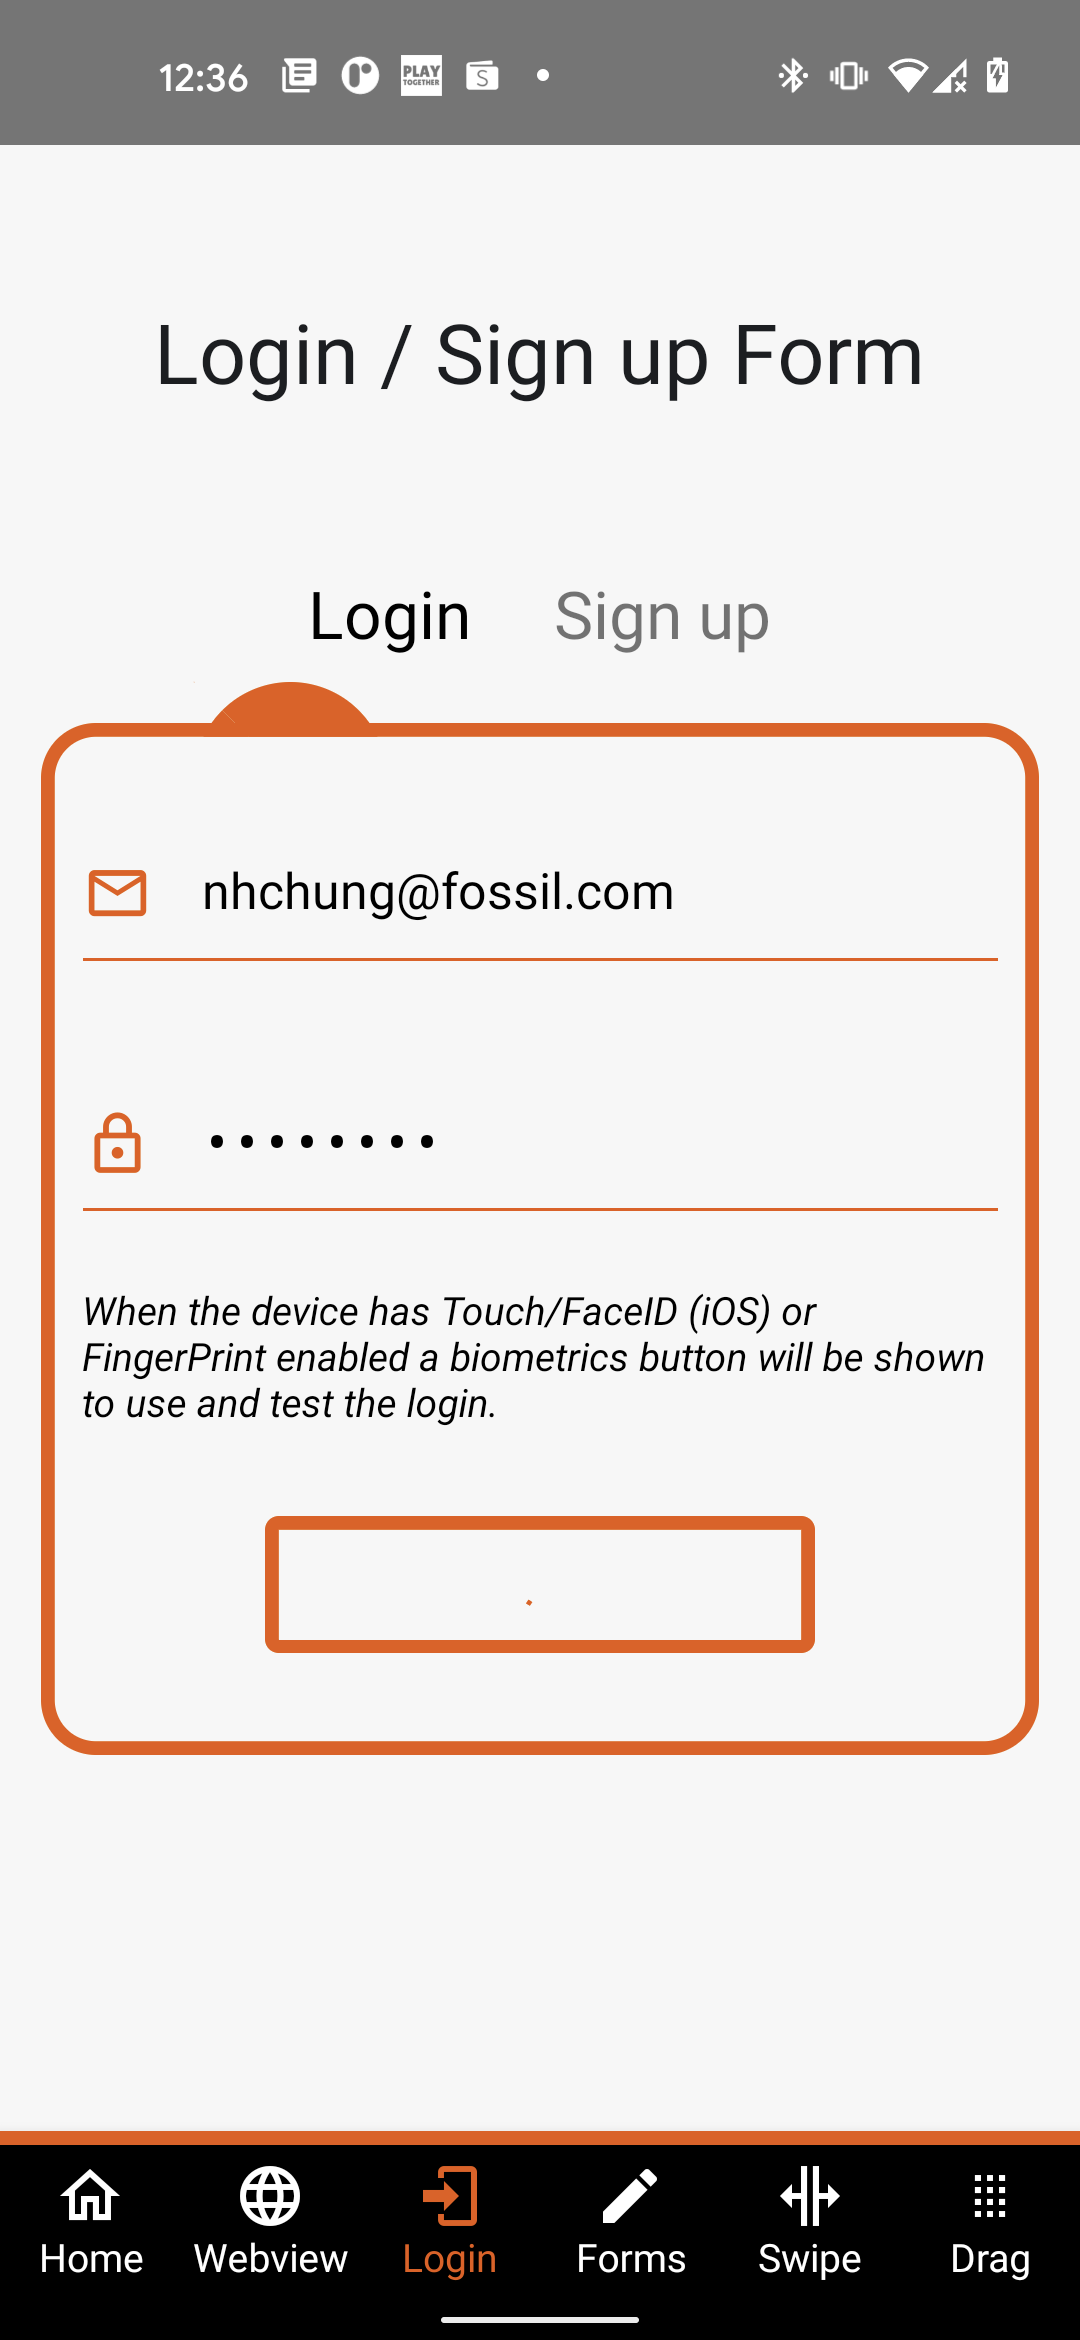 12:36
PLAY
TOGETHER
S
Login / Sign up Form
Login Sign up
nhchung@fossil.com
••••••••
When the device has Touch/FaceID (iOS) or
FingerPrint enabled a biometrics button will be shown
to use and test the login.
Home Webview Login Forms Swipe Drag